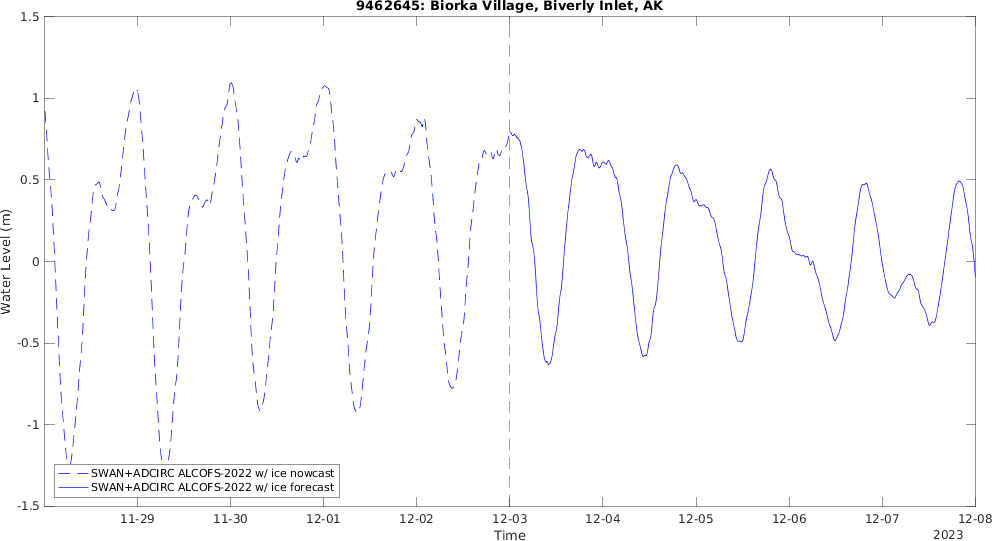 9462645: Biorka Village, Biverly Inlet, AK
1.5
1
0.5
0
-0.5
-1
-1.5
Water Level (m)
SWAN+ADCIRC ALCOFS-2022 w/ ice nowcast
SWAN+ADCIRC ALCOFS-2022 w/ ice forecast
11-29 11-30 12-01 12-02 12-03 12-04 12-05 12-06 12-07 12-08
Time
2023